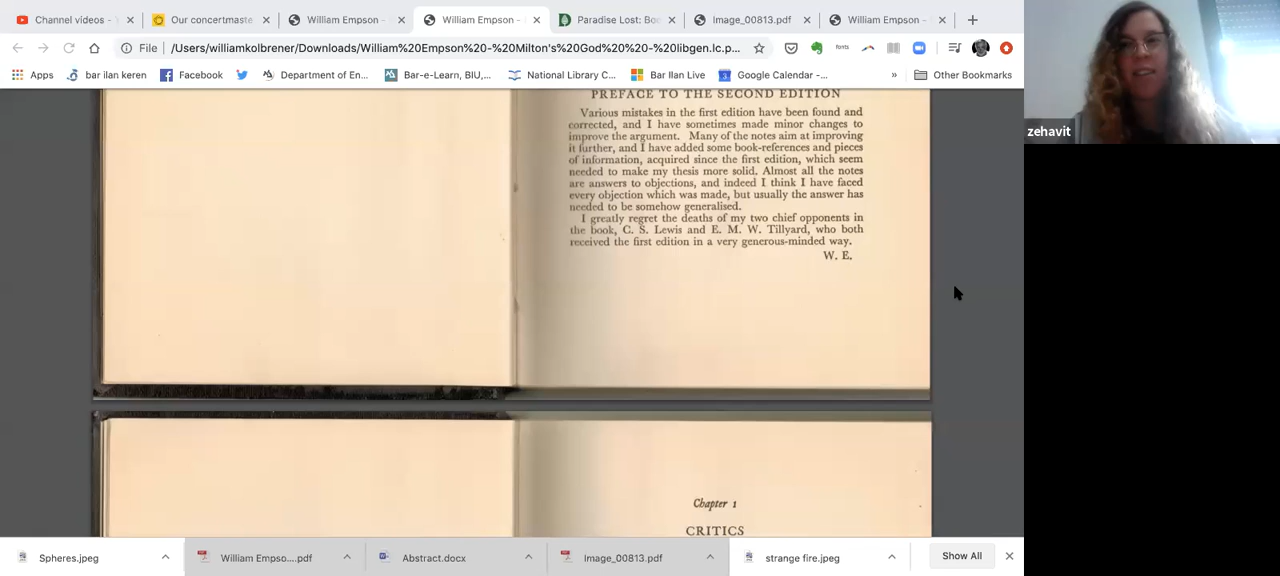 Channel videos -
Our concertmaste
William Empson -
William Empson -
Paradise Lost: Bo
Image_00813.pdf
William Empson -
File
/Users/williamkolbrener/Downloads/William%20Empson%20-%20Milton's%20God%20%20-%20libgen.lc.p...
fonts
Apps
bar ilan keren
Facebook
Department of En...
Bar-e-Learn, BIU,...
National Library C...
Bar Ilan Live
Google Calendar -...
»
Other Bookmarks
zehavit
PREFACE TO THE SECOND EDITION
Various mistakes in the first edition have been found and
corrected, and I have sometimes made minor changes to
improve the argument. Many of the notes aim at improving
it further, and I have added some book-references and pieces
of information, acquired since the first edition, which seem
needed to make my thesis more solid. Almost all the notes
are answers to objections, and indeed I think I have faced
every objection which was made, but usually the answer has
needed to be somehow generalised.
I greatly regret the deaths of my two chief opponents in
the book, C. S. Lewis and E. M. W. Tillyard, who both
received the first edition in a very generous-minded way.
W. E.
Chapter 1
CRITICS
Spheres.jpeg
William Empso....pdf
Abstract.docx
Image_00813.pdf
strange fire.jpeg
Show All